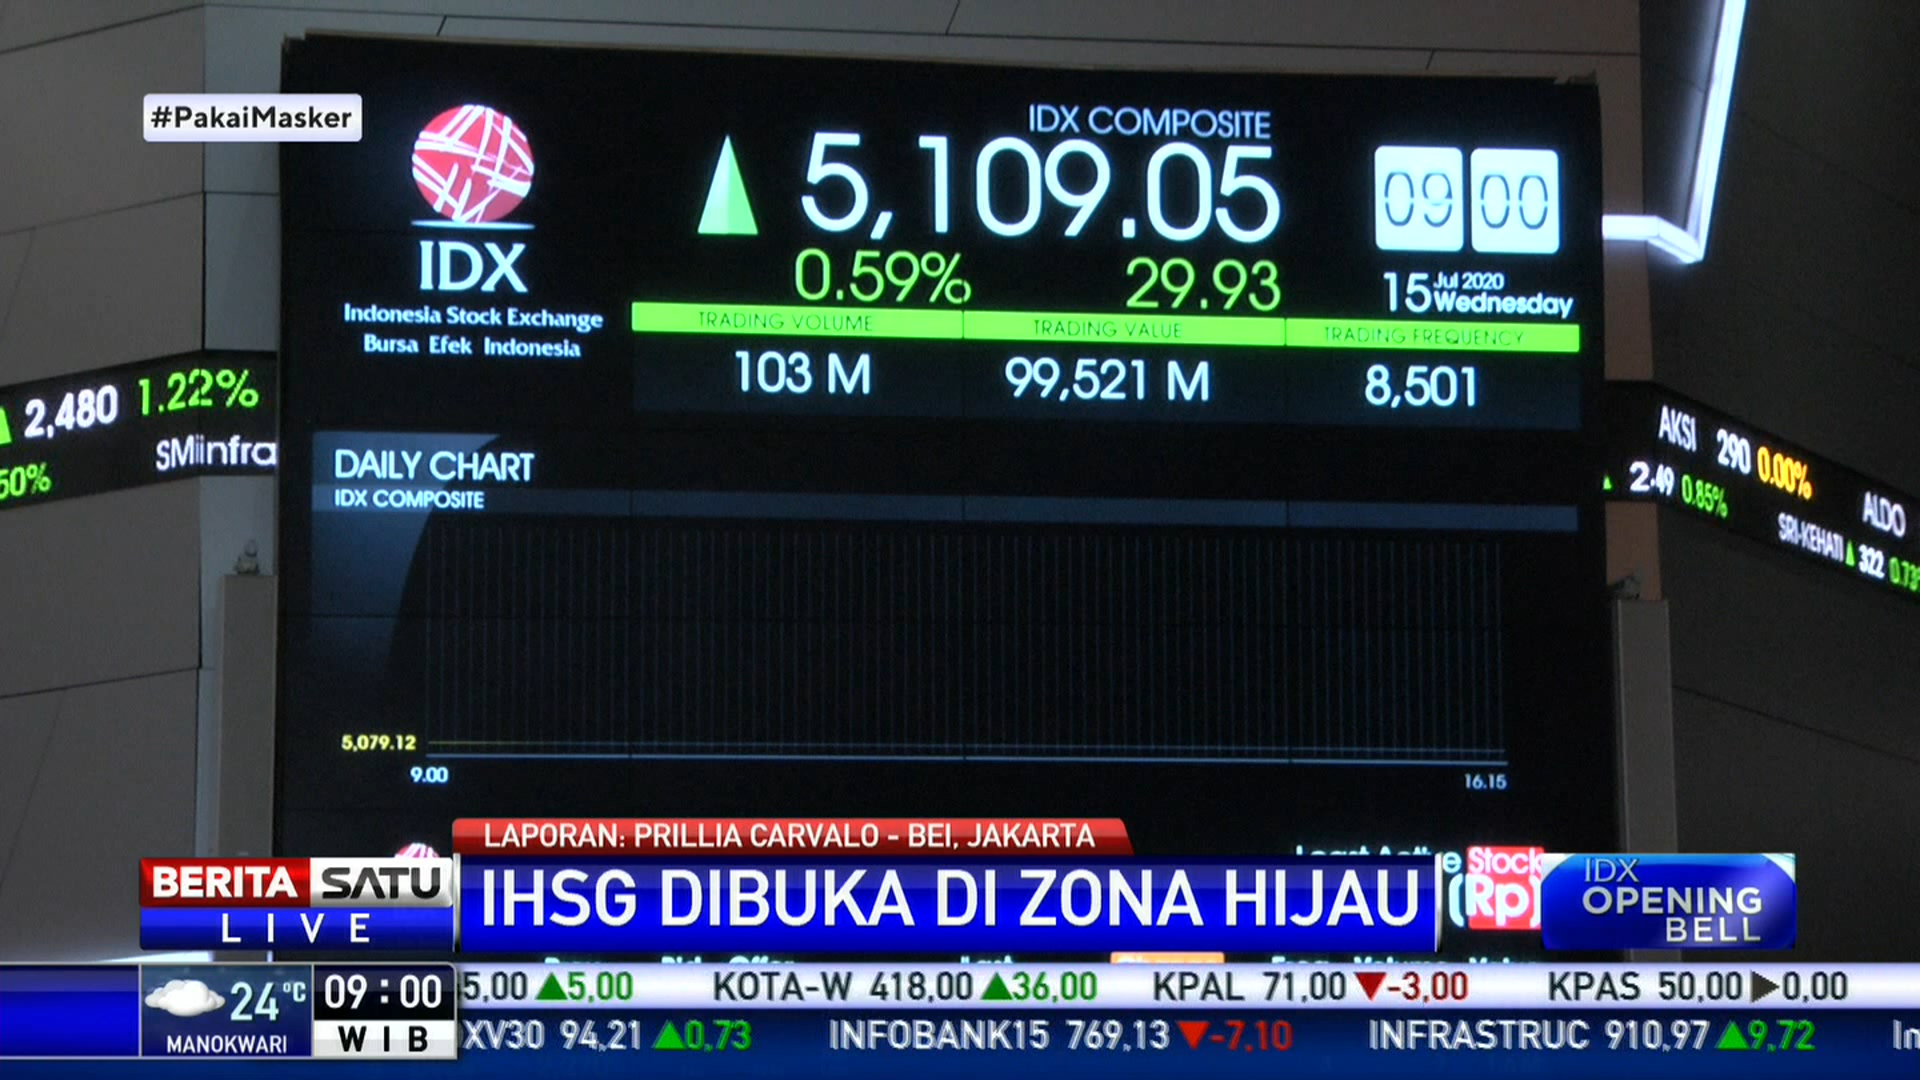 #PakaiMasker
IDX
Indonesia Stock Exchange
Bursa Efek Indonesia
IDX COMPOSITE
5,109.05
0.59% 29.93
09 00
15 Jul 2020
Wednesday
TRADING VOLUME TRADING VALUE TRADING FREQUENCY
103 M 99,521 M 8,501
2,480 1.22%
SMinfra
50%
AKSI 290 0.00%
2.49 0.85%
ALDO
SRI-KEHATI 322
DAILY CHART
IDX COMPOSITE
5,079.12
9.00 16.15
LAPORAN: PRILLIA CARVALO - BEI, JAKARTA
BERITA SATU
LIVE
IHSG DIBUKA DI ZONA HIJAU
Stock
(Rp)
IDX
OPENING
BELL
24°C
MANOKWARI
09:00
WIB
5,00 ▲5,00 KOTA-W 418,00 ▲36,00 KPAL 71,00 ▼-3,00 KPAS 50,00 ▶0,00
XV30 94,21 ▲0,73 INFOBANK15 769,13 ▼-7,10 INFRASTRUC 910,97 ▲9,72 In